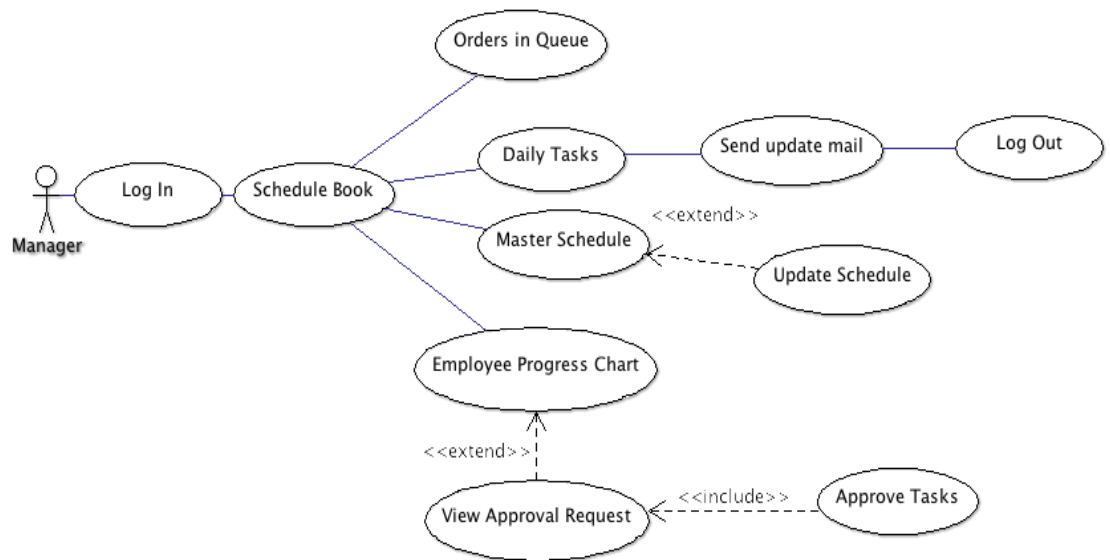 Orders in Queue
Daily Tasks
Send update mail
Log Out
Log In
Schedule Book
<<extend>>
Manager
Master Schedule
Update Schedule
Employee Progress Chart
<<extend>>
View Approval Request
<<include>>
Approve Tasks